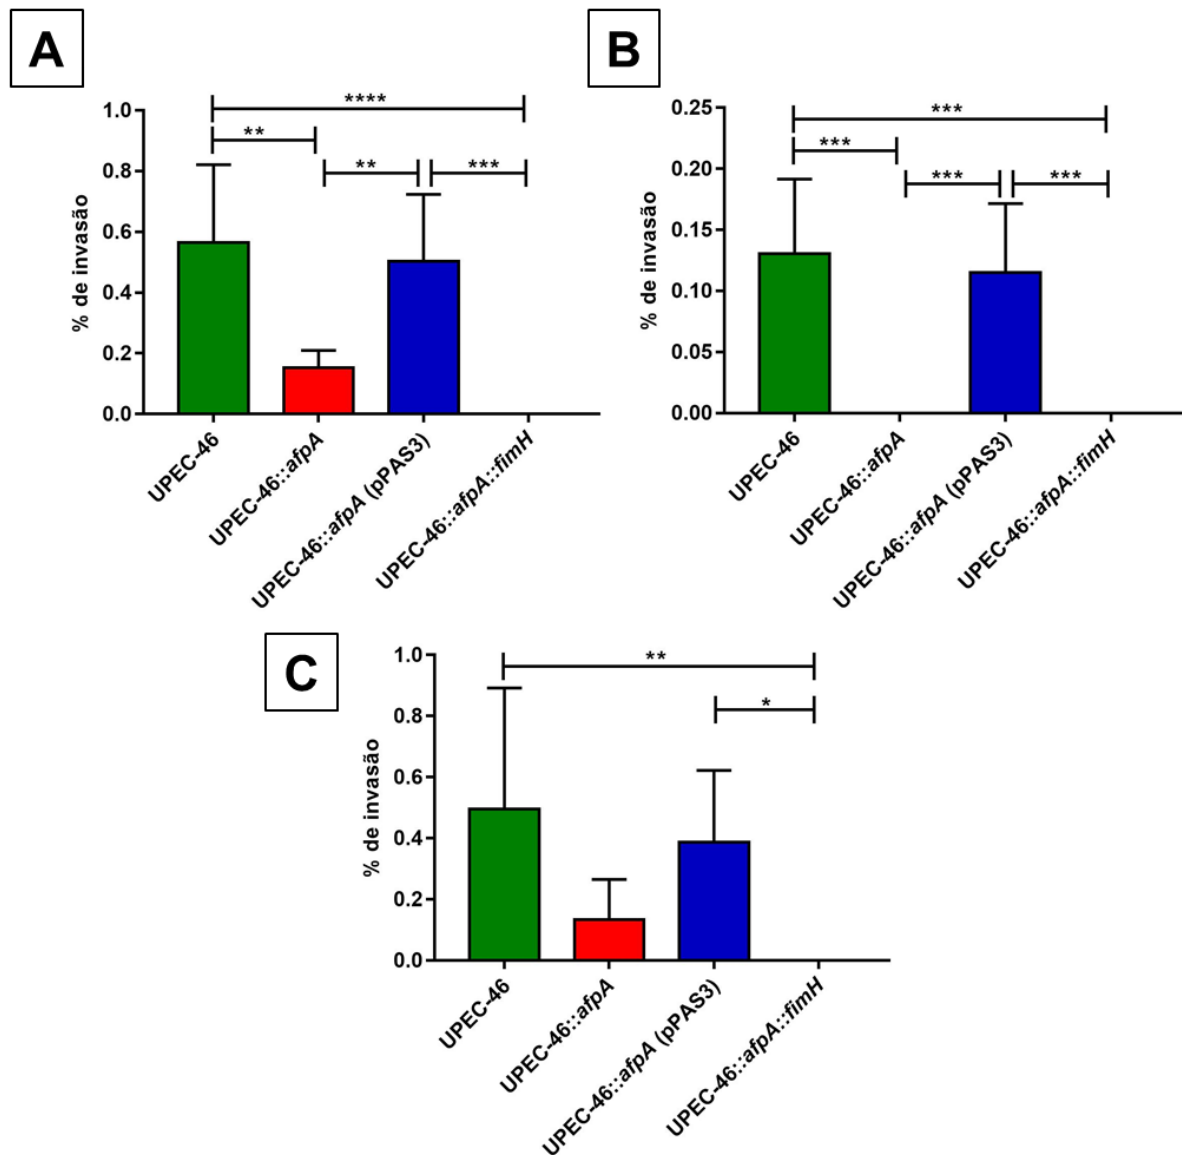 A
% de invasão
1.0
0.8
0.6
0.4
0.2
0.0
****
**
**
***
UPEC-46
UPEC-46::afpA
UPEC-46::afpA (pPAS3)
UPEC-46::afpA::fimH
B
% de invasão
0.25
0.20
0.15
0.10
0.05
0.00
***
***
***
***
UPEC-46
UPEC-46::afpA
UPEC-46::afpA (pPAS3)
UPEC-46::afpA::fimH
C
% de invasão
1.0
0.8
0.6
0.4
0.2
0.0
**
*
UPEC-46
UPEC-46::afpA
UPEC-46::afpA (pPAS3)
UPEC-46::afpA::fimH